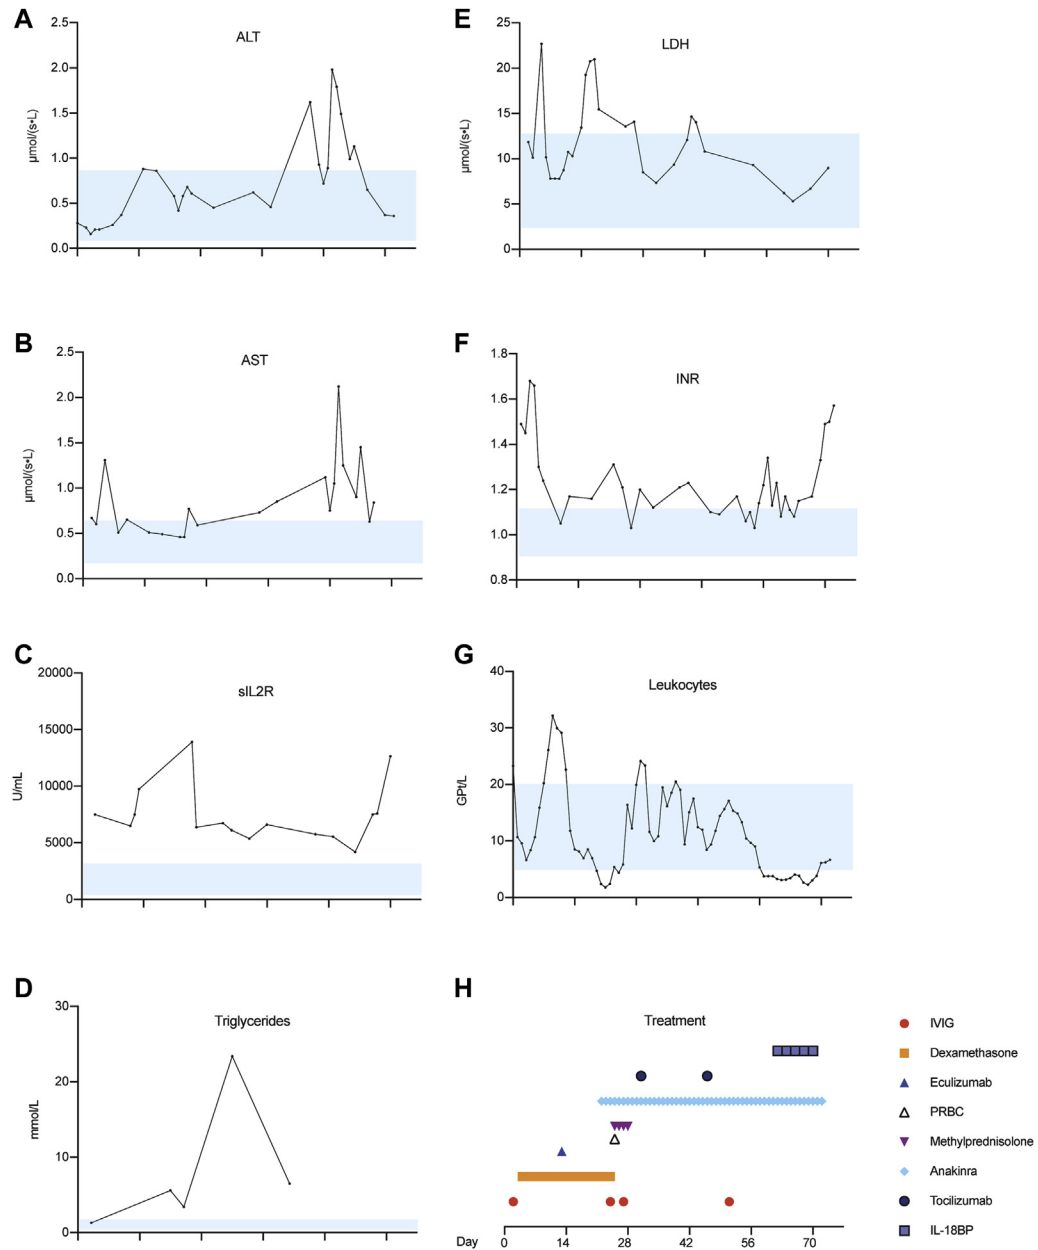 A
ALT
2.5
2.0
1.5
1.0
0.5
0.0
µmol/(s•L)
E
LDH
25
20
15
10
5
0
µmol/(s•L)
B
AST
2.5
2.0
1.5
1.0
0.5
0.0
µmol/(s•L)
F
INR
1.8
1.6
1.4
1.2
1.0
0.8
C
sIL2R
20000
15000
10000
5000
0
U/mL
G
Leukocytes
40
30
20
10
0
GPt/L
D
Triglycerides
30
20
10
0
mmol/L
H
Treatment
Day 0 14 28 42 56 70
IVIG
Dexamethasone
Eculizumab
PRBC
Methylprednisolone
Anakinra
Tocilizumab
IL-18BP